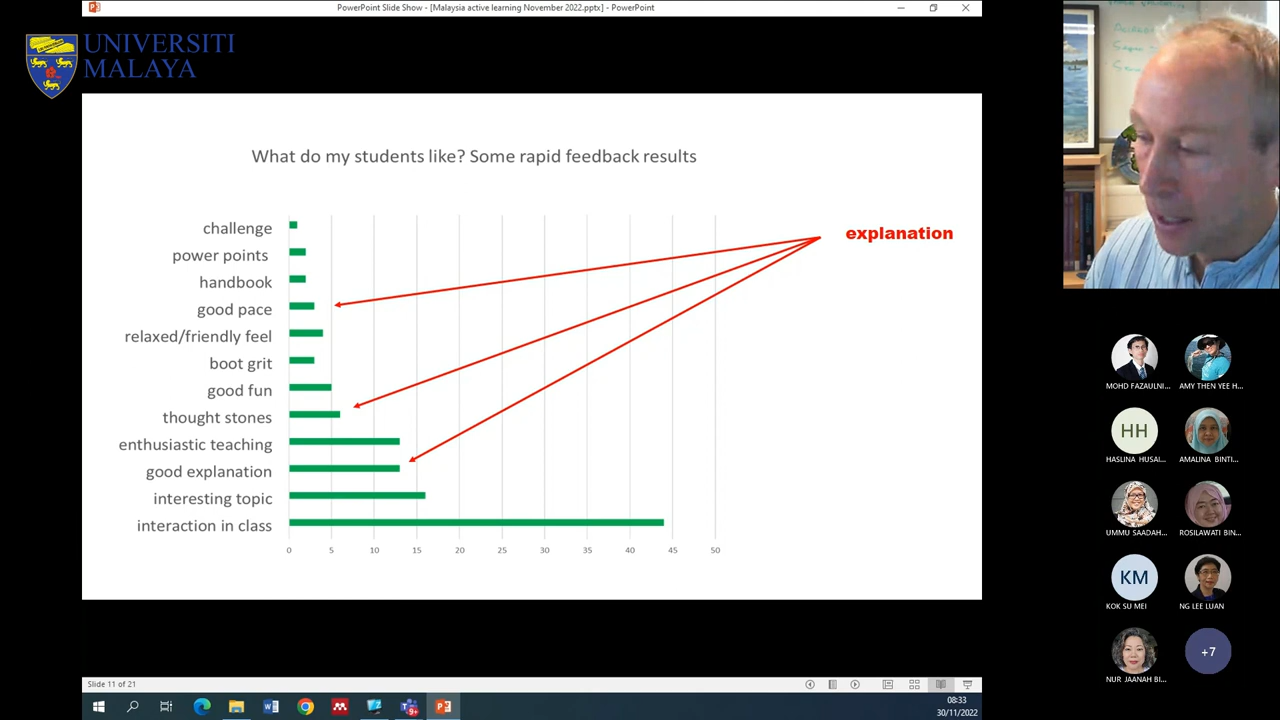 PowerPoint Slide Show - [Malaysia active learning November 2022.pptx] - PowerPoint
UNIVERSITI
MALAYA
What do my students like? Some rapid feedback results
challenge
power points
handbook
good pace
relaxed/friendly feel
boot grit
good fun
thought stones
enthusiastic teaching
good explanation
interesting topic
interaction in class
0 5 10 15 20 25 30 35 40 45 50
explanation
MOHD FAZAULNI...
AMY THEN YEE H...
HH
HASLINA HUSAI...
AMALINA BINTI...
UMMU SAADAH...
ROSILAWATI BIN...
KM
KOK SU MEI
NG LEE LUAN
NUR JAANAH BI...
+7
Slide 11 of 21
08:33
30/11/2022